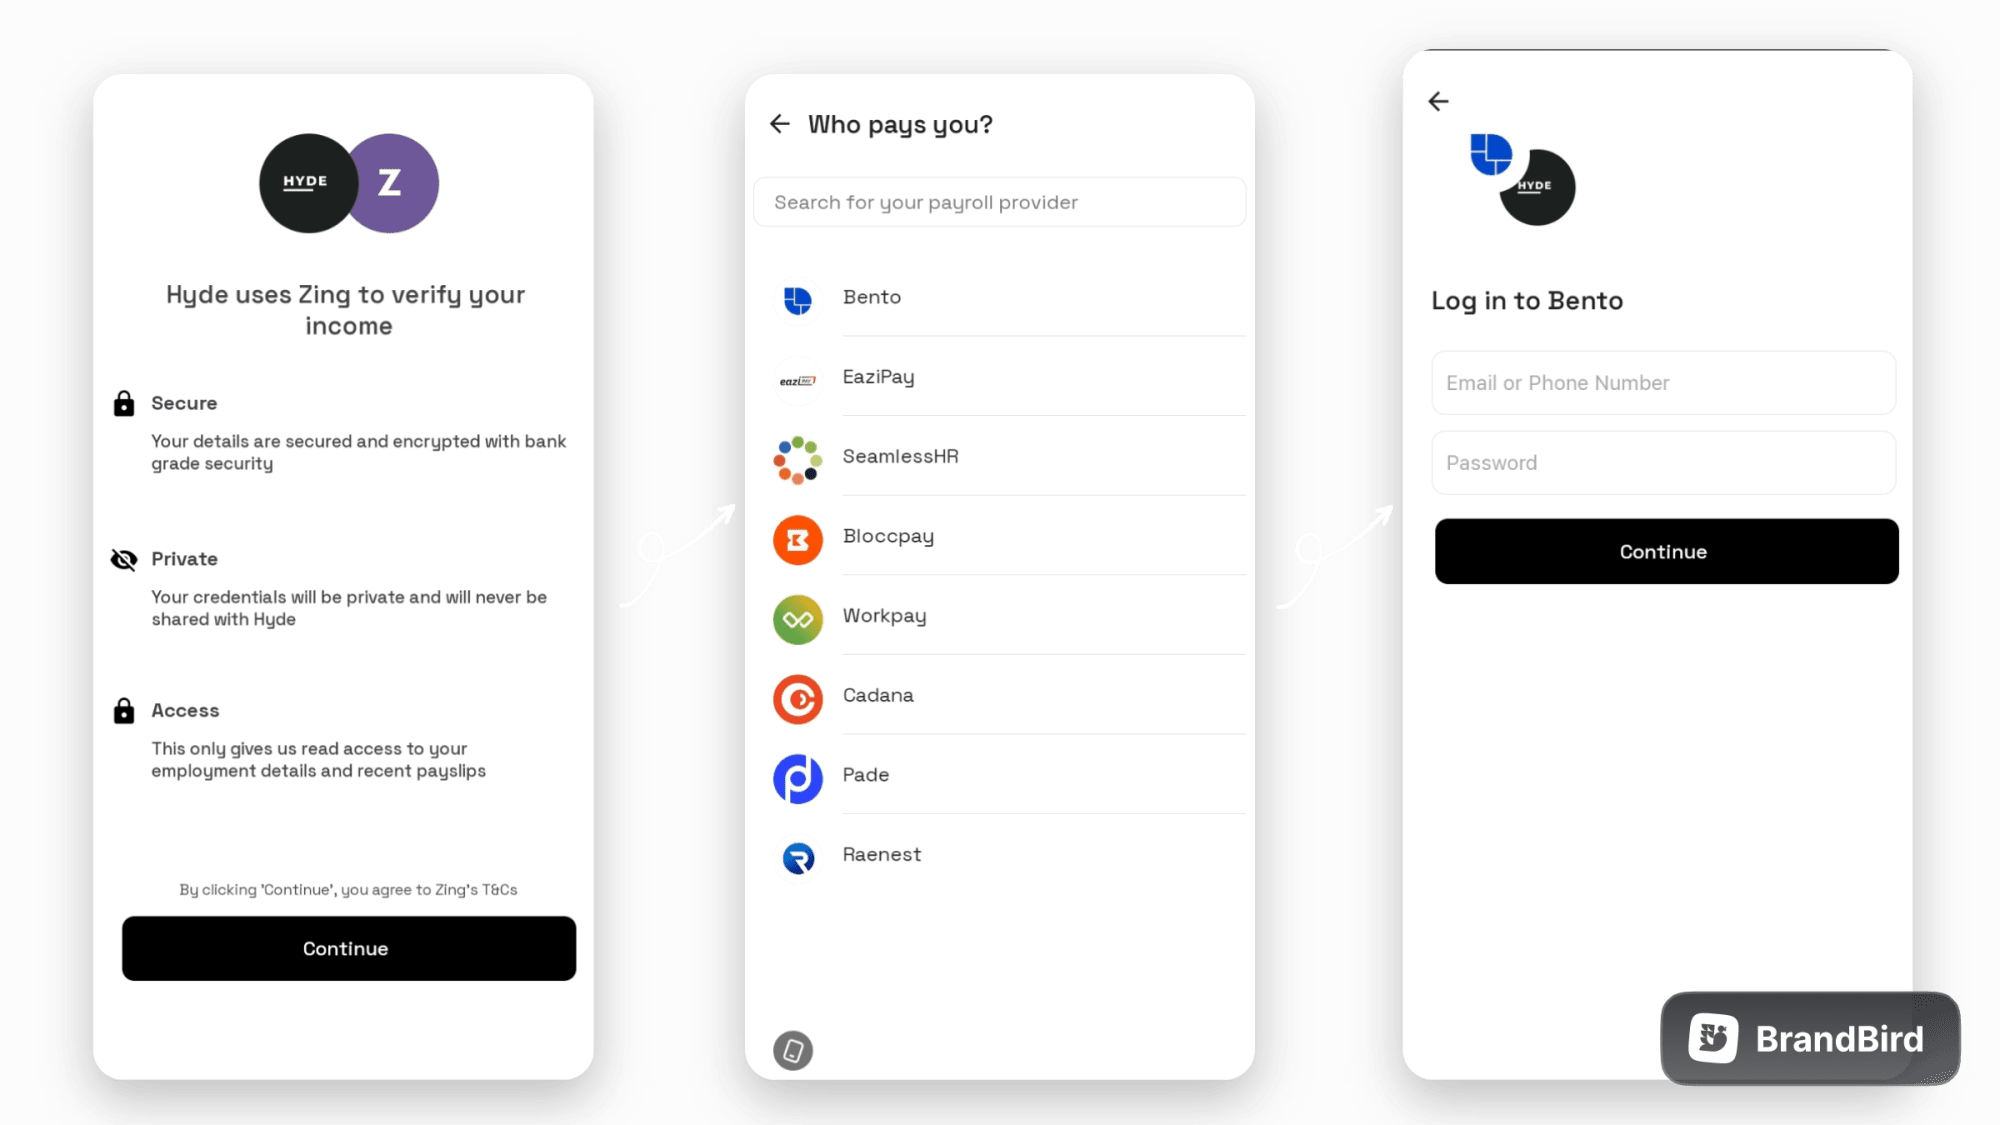 HYDE
Z
Hyde uses Zing to verify your
income
Secure
Your details are secured and encrypted with bank
grade security
Private
Your credentials will be private and will never be
shared with Hyde
Access
This only gives us read access to your
employment details and recent payslips
By clicking 'Continue', you agree to Zing's T&Cs
Continue
Who pays you?
Search for your payroll provider
Bento
eazi PAY
EaziPay
SeamlessHR
Bloccpay
Workpay
Cadana
Pade
Raenest
HYDE
Log in to Bento
Email or Phone Number
Password
Continue
BrandBird